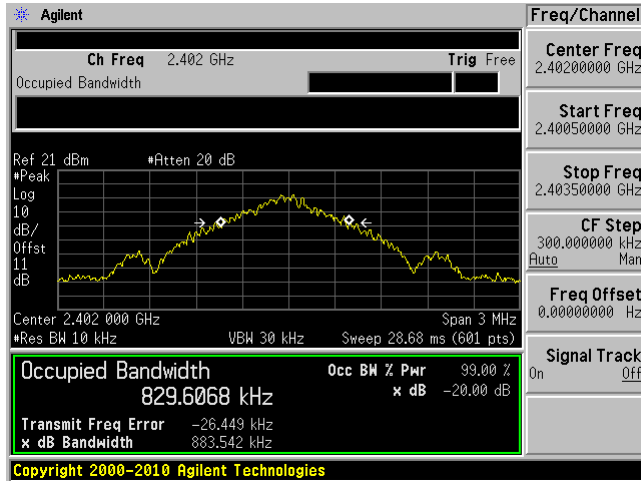 Agilent
Freq/Channel
Ch Freq 2.402 GHz Trig Free
Occupied Bandwidth
Center Freq
2.40200000 GHz
Start Freq
2.40050000 GHz
Stop Freq
2.40350000 GHz
CF Step
300.000000 kHz
Auto Man
Freq Offset
0.00000000 Hz
Signal Track
On Off
Ref 21 dBm #Atten 20 dB
#Peak
Log
10
dB/
Offst
11
dB
Center 2.402 000 GHz Span 3 MHz
#Res BW 10 kHz VBW 30 kHz Sweep 28.68 ms (601 pts)
Occupied Bandwidth Occ BW % Pwr 99.00 %
829.6068 kHz x dB -20.00 dB
Transmit Freq Error -26.449 kHz
x dB Bandwidth 883.542 kHz
Copyright 2000-2010 Agilent Technologies